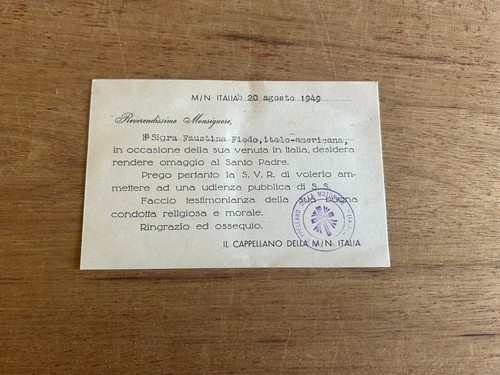 M/N ITALIA, 20 agosto 1949
Reverendissimo Monsignore,
la Sigra Faustina Fiodo, italo-americana,
in occasione della sua venuta in Italia, desidera
rendere omaggio al Santo Padre.
Prego pertanto la S. V. R. di volerlo am-
mettere ad una udienza pubblica di S. S.
Faccio testimonianza della sua buona
condotta religiosa e morale.
Ringrazio ed ossequio.
IL CAPPELLANO DELLA M/N ITALIA